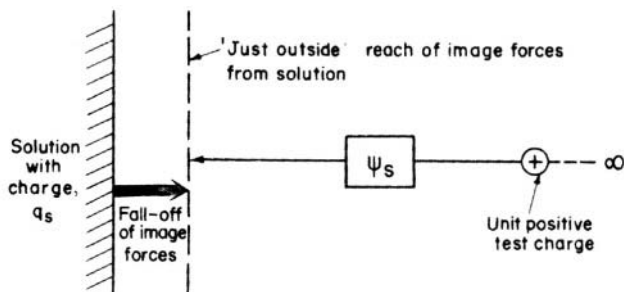 'Just outside' reach of image forces
from solution
Solution
with
charge,
qs
Fall-off
of image
forces
ψs
+
∞
Unit positive
test charge